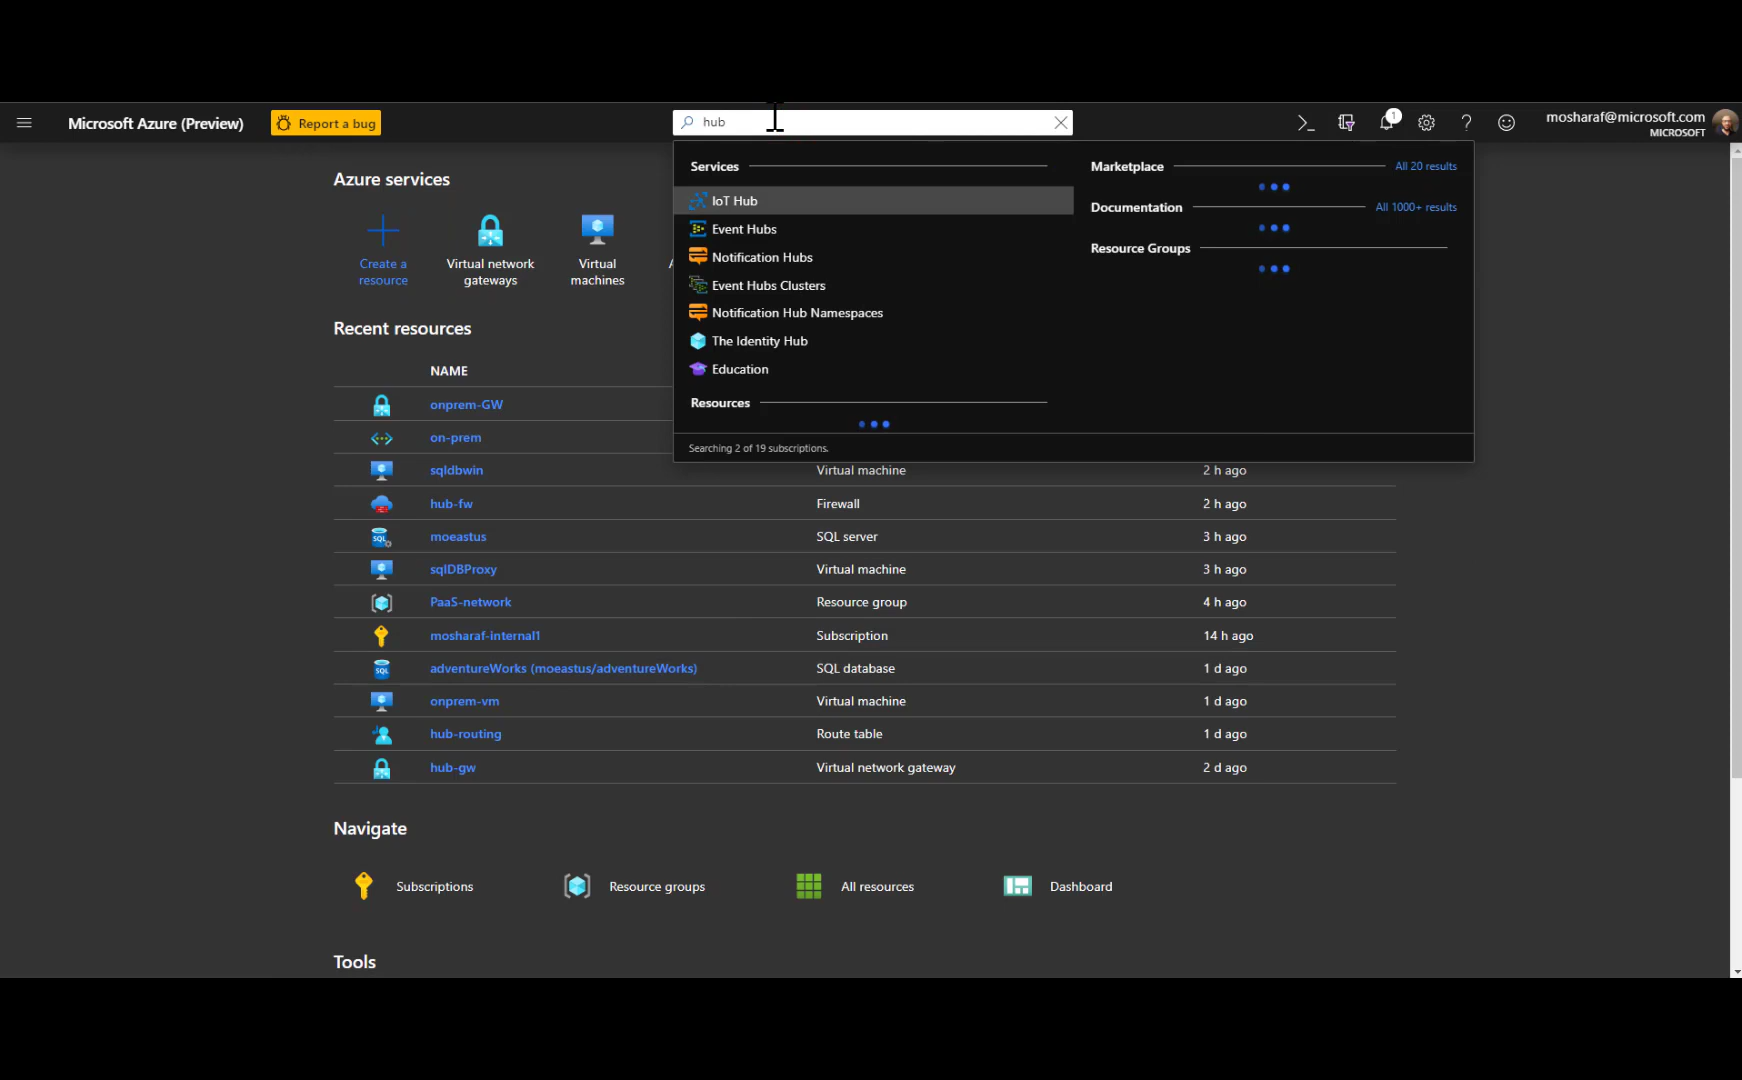 Microsoft Azure (Preview)
Report a bug
hub
1
mosharaf@microsoft.com
MICROSOFT
Azure services
Create a
resource
Virtual network
gateways
Virtual
machines
Services
IoT Hub
Event Hubs
Notification Hubs
Event Hubs Clusters
Notification Hub Namespaces
The Identity Hub
Education
Resources
Searching 2 of 19 subscriptions.
Marketplace
All 20 results
Documentation
All 1000+ results
Resource Groups
Recent resources
NAME
onprem-GW
on-prem
sqldbwin Virtual machine 2 h ago
hub-fw Firewall 2 h ago
moeastus SQL server 3 h ago
sqlDBProxy Virtual machine 3 h ago
PaaS-network Resource group 4 h ago
mosharaf-internal1 Subscription 14 h ago
adventureWorks (moeastus/adventureWorks) SQL database 1 d ago
onprem-vm Virtual machine 1 d ago
hub-routing Route table 1 d ago
hub-gw Virtual network gateway 2 d ago
Navigate
Subscriptions
Resource groups
All resources
Dashboard
Tools